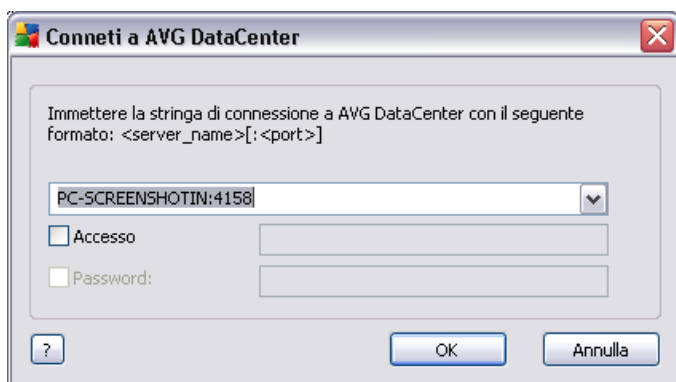 Conneti a AVG DataCenter
Immettere la stringa di connessione a AVG DataCenter con il seguente
formato: <server_name>[:<port>]
PC-SCREENSHOTIN:4158
Accesso
Password:
? OK Annulla